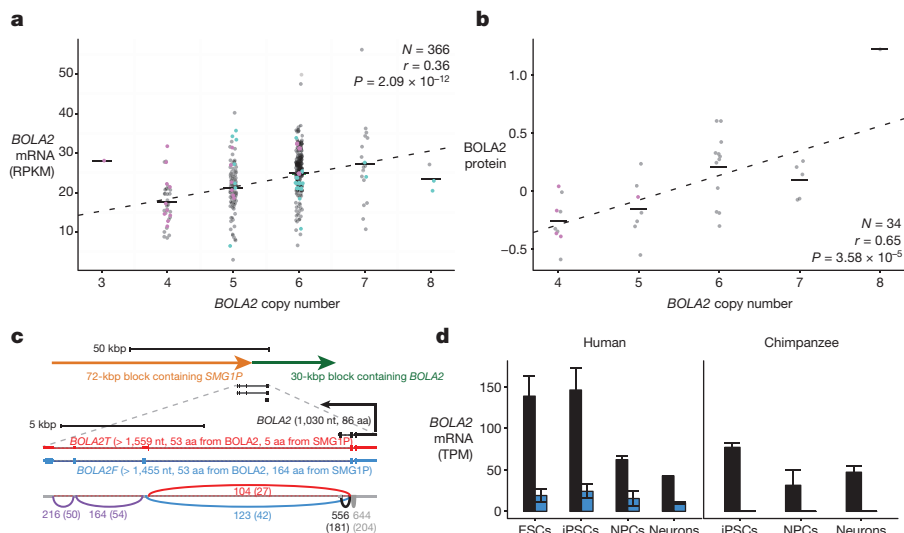 a
BOLA2
mRNA
(RPKM)
50
40
30
20
10
N = 366
r = 0.36
P = 2.09 × 10⁻¹²
3 4 5 6 7 8
BOLA2 copy number
b
BOLA2
protein
1.0
0.5
0
−0.5
N = 34
r = 0.65
P = 3.58 × 10⁻⁵
4 5 6 7 8
BOLA2 copy number
c
50 kbp
72-kbp block containing SMG1P
30-kbp block containing BOLA2
BOLA2 (1,030 nt, 86 aa)
5 kbp
BOLA2T (> 1,559 nt, 53 aa from BOLA2, 5 aa from SMG1P)
BOLA2F (> 1,455 nt, 53 aa from BOLA2, 164 aa from SMG1P)
104 (27)
216 (50) 164 (54) 123 (42) 556 644
(181) (204)
d
Human Chimpanzee
BOLA2
mRNA
(TPM)
150
100
50
0
ESCs iPSCs NPCs Neurons iPSCs NPCs Neurons